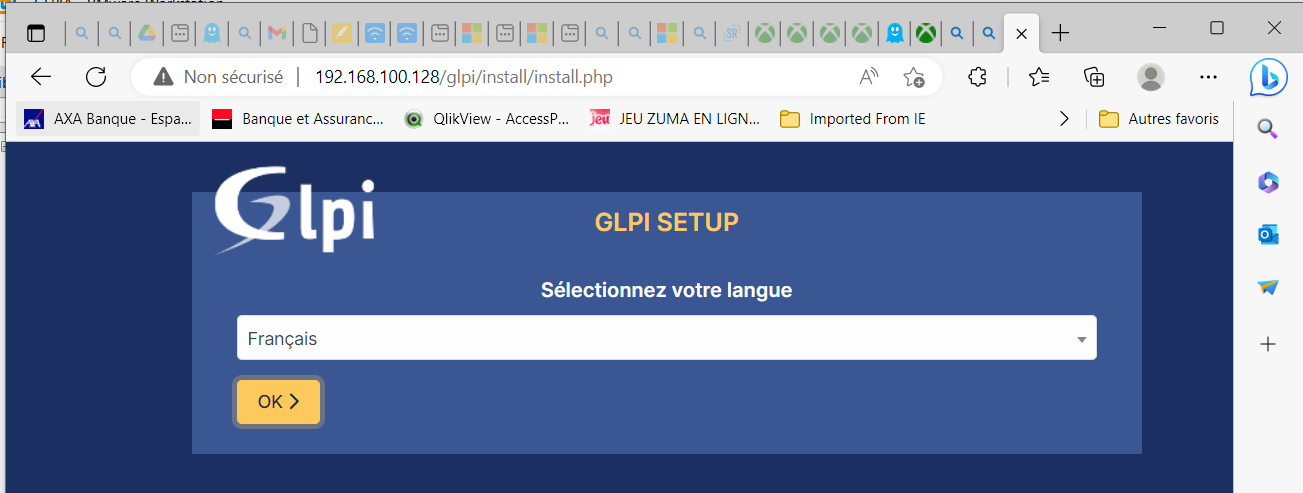 Non sécurisé
192.168.100.128/glpi/install/install.php
AXA Banque - Espa...
Banque et Assuranc...
QlikView - AccessP...
jeu
JEU ZUMA EN LIGN...
Imported From IE
Autres favoris
Glpi
GLPI SETUP
Sélectionnez votre langue
Français
OK